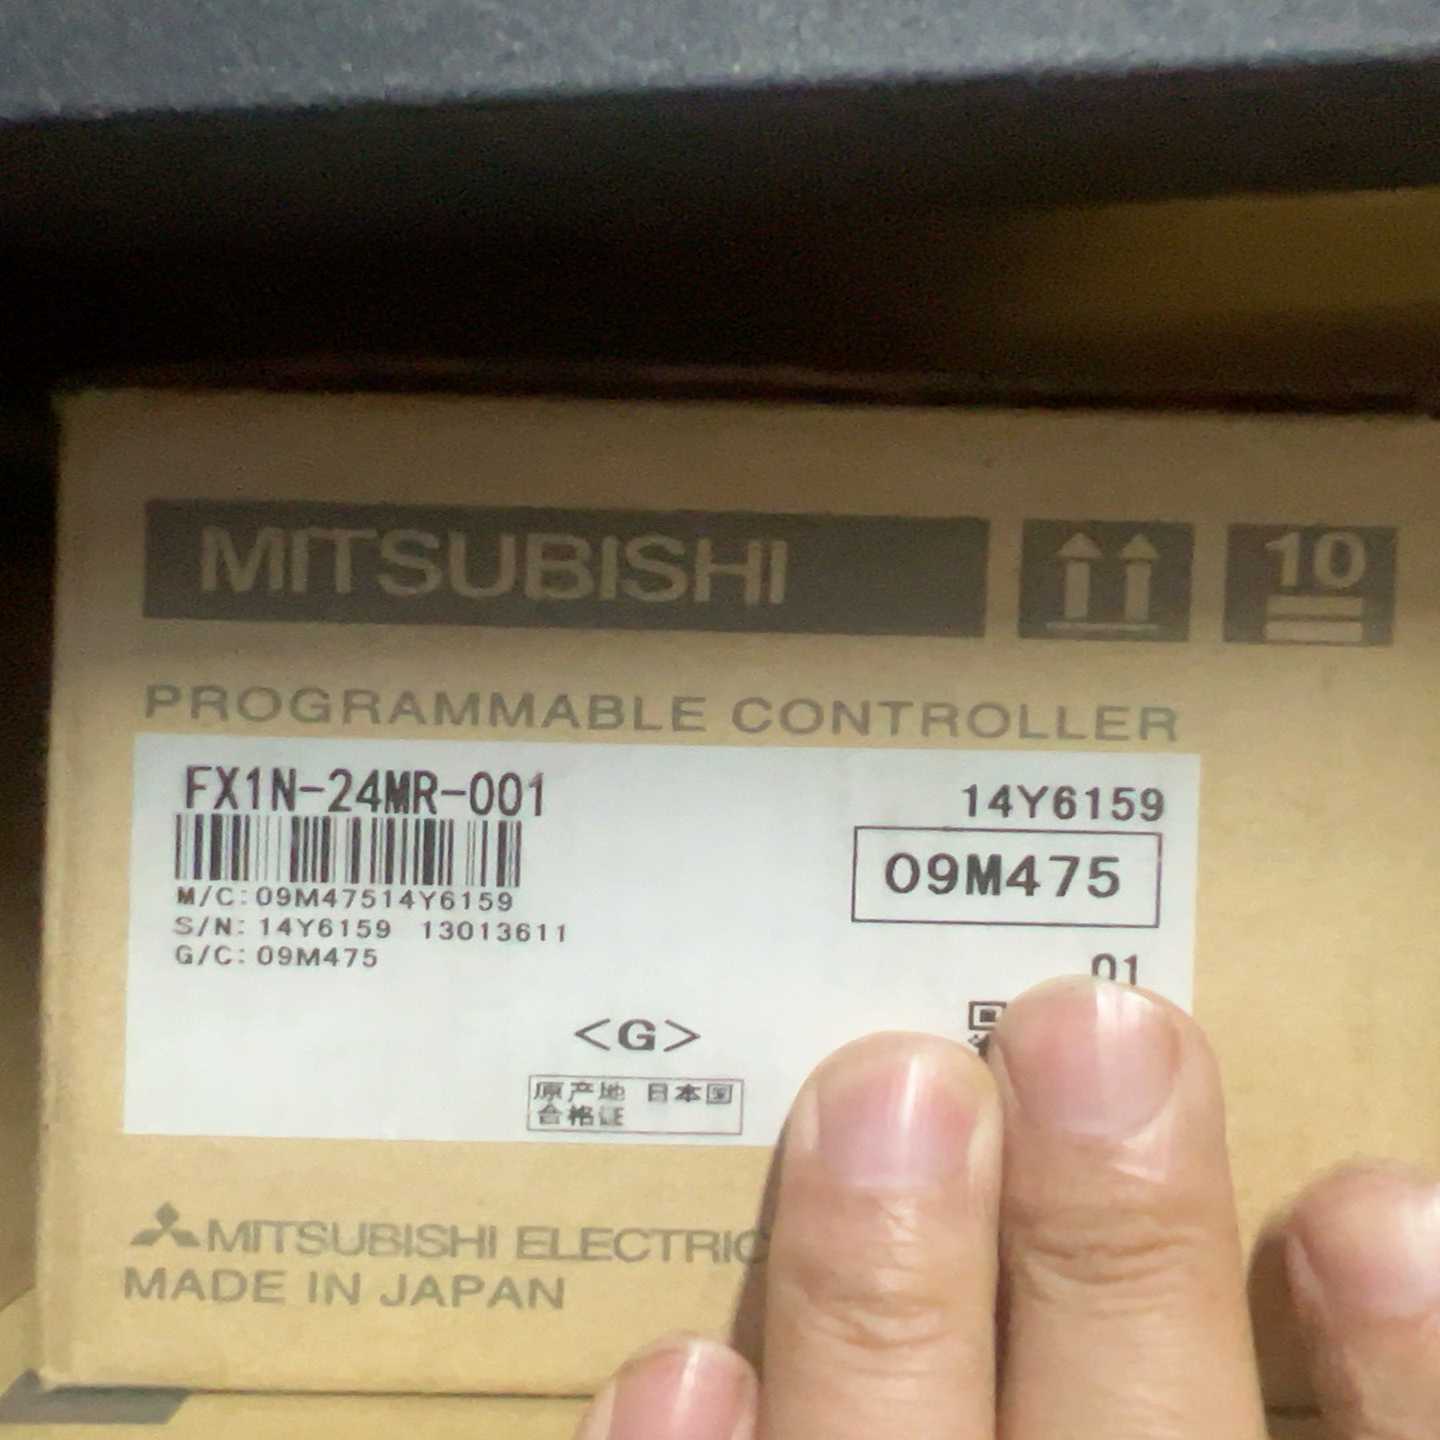 MITSUBISHI
10
PROGRAMMABLE CONTROLLER
FX1N-24MR-001
14Y6159
09M475
M/C: 09M47514Y6159
S/N: 14Y6159 13013611
G/C: 09M475
01
<G>
原产地 日本国
合格证
MITSUBISHI ELECTRIC
MADE IN JAPAN